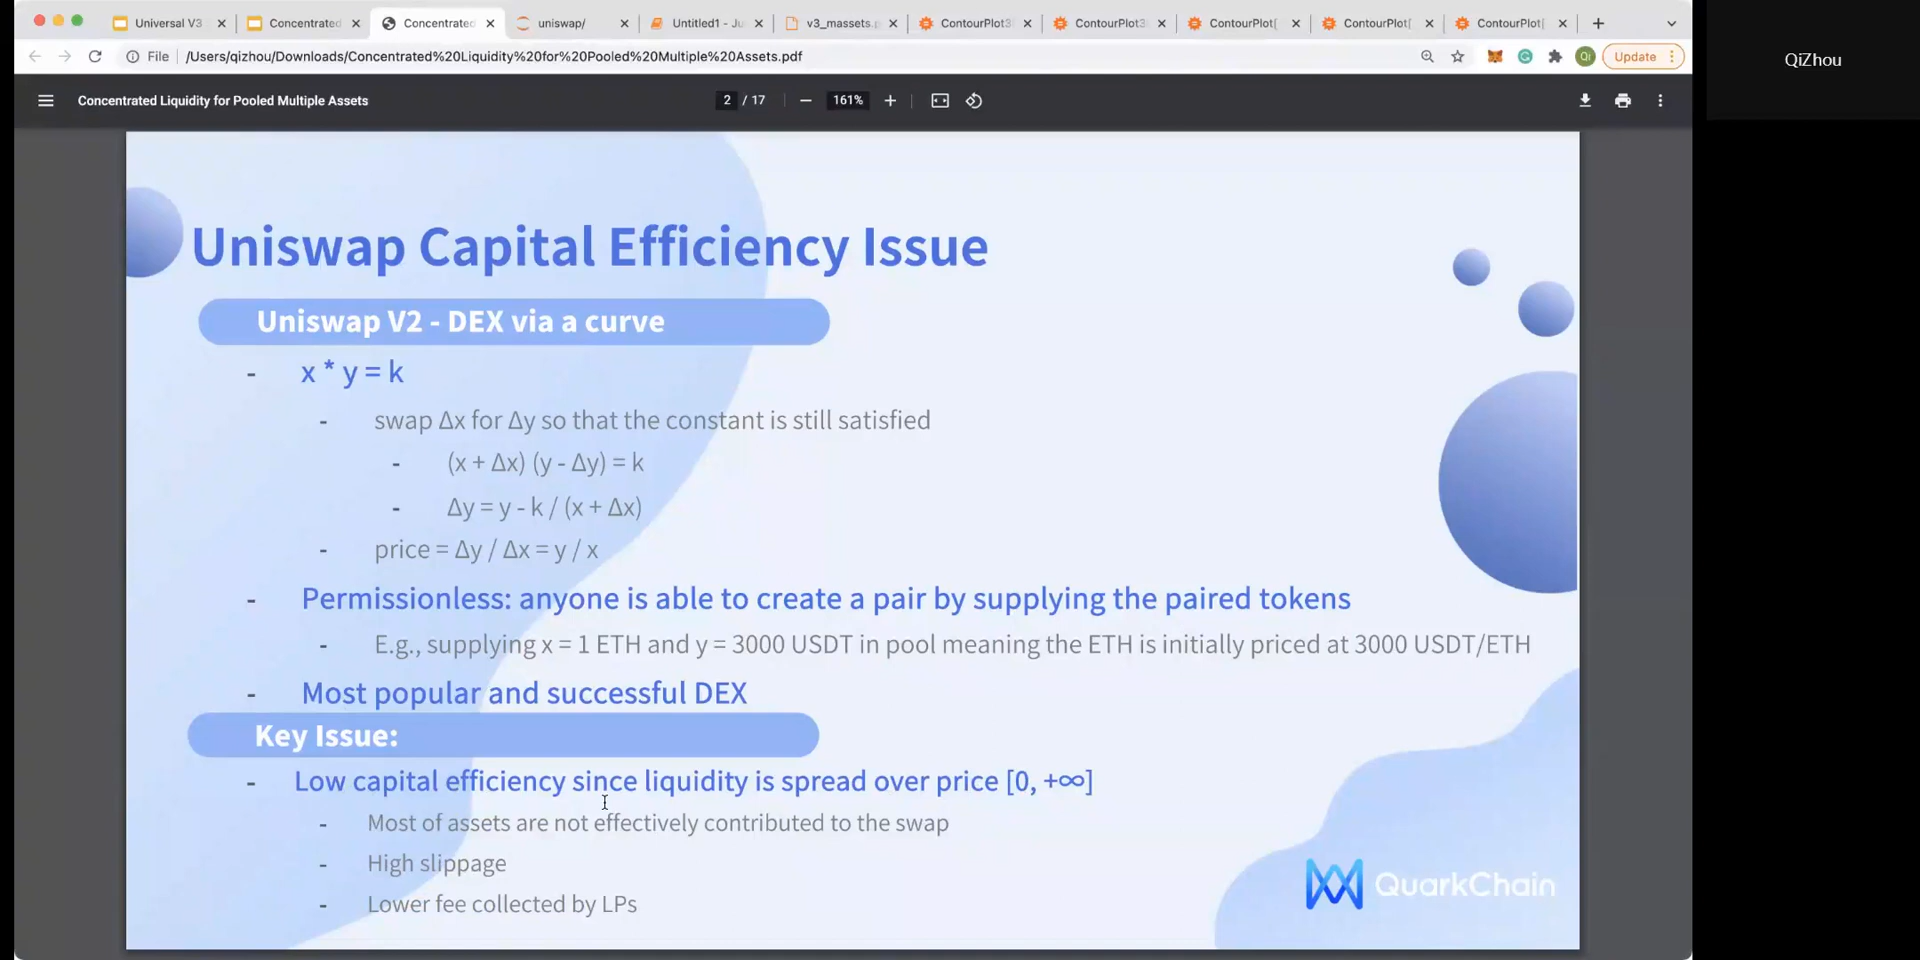 Universal V3
Concentrated
Concentrated
uniswap/
Untitled1 - Ju
v3_massets.p
ContourPlot3
ContourPlot3
ContourPlot[
ContourPlot[
ContourPlot[
File
/Users/qizhou/Downloads/Concentrated%20Liquidity%20for%20Pooled%20Multiple%20Assets.pdf
Qi
Update
QiZhou
Concentrated Liquidity for Pooled Multiple Assets
2 / 17
161%
Uniswap Capital Efficiency Issue
Uniswap V2 - DEX via a curve
- x * y = k
- swap Δx for Δy so that the constant is still satisfied
- (x + Δx) (y - Δy) = k
- Δy = y - k / (x + Δx)
- price = Δy / Δx = y / x
- Permissionless: anyone is able to create a pair by supplying the paired tokens
- E.g., supplying x = 1 ETH and y = 3000 USDT in pool meaning the ETH is initially priced at 3000 USDT/ETH
- Most popular and successful DEX
Key Issue:
- Low capital efficiency since liquidity is spread over price [0, +∞]
- Most of assets are not effectively contributed to the swap
- High slippage
- Lower fee collected by LPs
QuarkChain